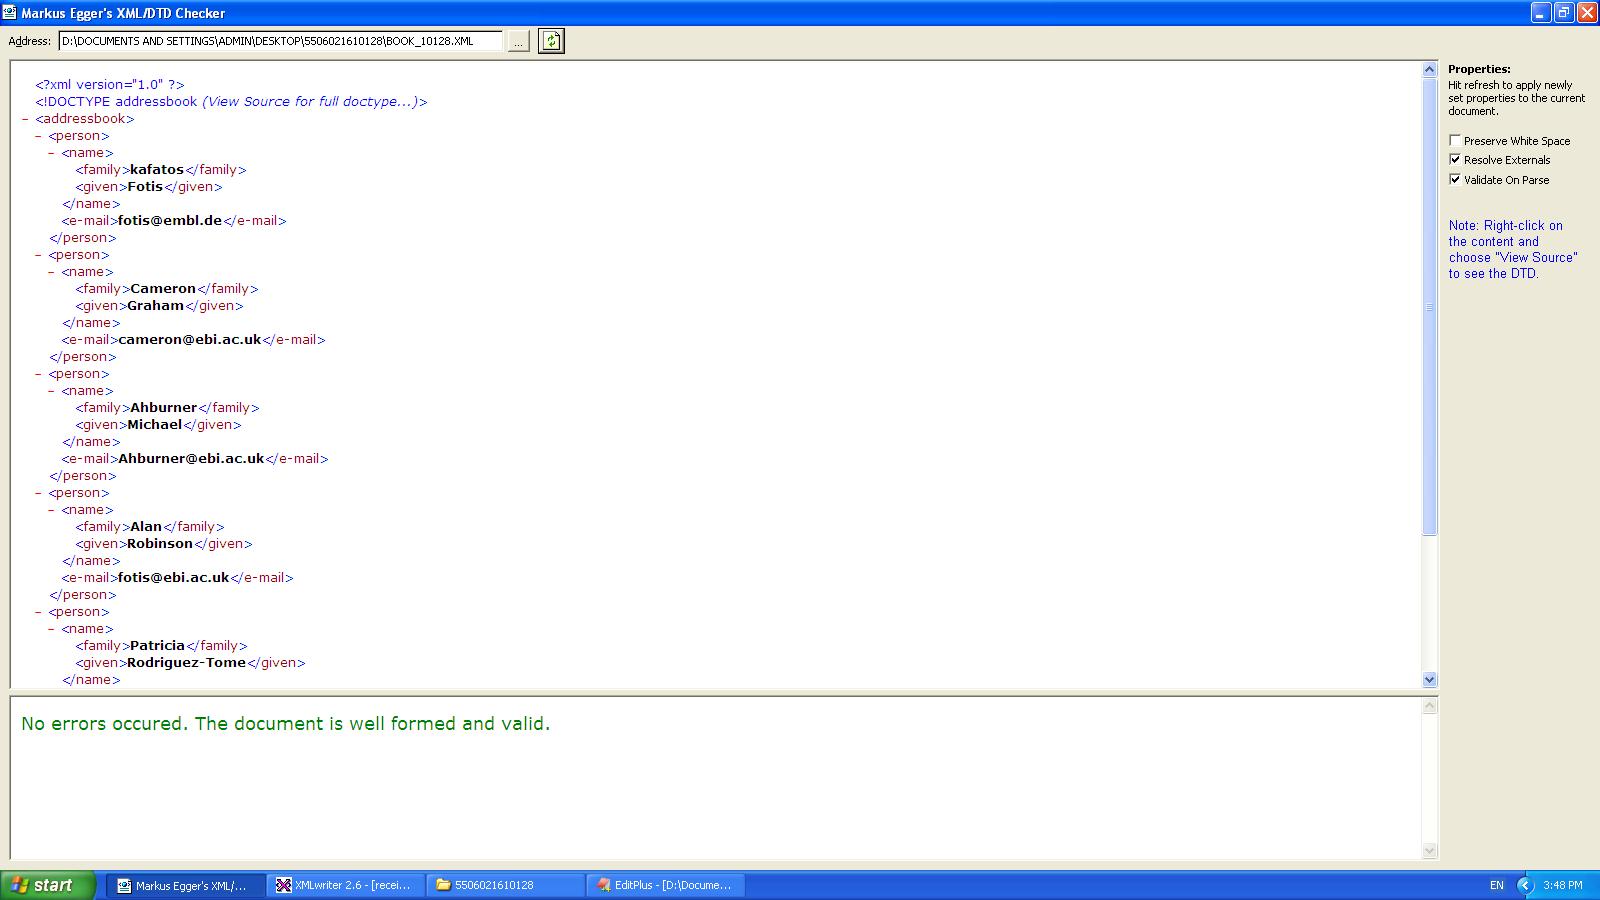 Markus Egger's XML/DTD Checker
Address: D:\DOCUMENTS AND SETTINGS\ADMIN\DESKTOP\5506021610128\BOOK_10128.XML ...
<?xml version="1.0" ?>
<!DOCTYPE addressbook (View Source for full doctype...)>
- <addressbook>
- <person>
- <name>
<family>kafatos</family>
<given>Fotis</given>
</name>
<e-mail>fotis@embl.de</e-mail>
</person>
- <person>
- <name>
<family>Cameron</family>
<given>Graham</given>
</name>
<e-mail>cameron@ebi.ac.uk</e-mail>
</person>
- <person>
- <name>
<family>Ahburner</family>
<given>Michael</given>
</name>
<e-mail>Ahburner@ebi.ac.uk</e-mail>
</person>
- <person>
- <name>
<family>Alan</family>
<given>Robinson</given>
</name>
<e-mail>fotis@ebi.ac.uk</e-mail>
</person>
- <person>
- <name>
<family>Patricia</family>
<given>Rodriguez-Tome</given>
</name>
Properties:
Hit refresh to apply newly
set properties to the current
document.
Preserve White Space
Resolve Externals
Validate On Parse
Note: Right-click on
the content and
choose "View Source"
to see the DTD.
No errors occured. The document is well formed and valid.
start Markus Egger's XML/... XMLwriter 2.6 - [recei... 5506021610128 EditPlus - [D:\Docume... EN 3:48 PM